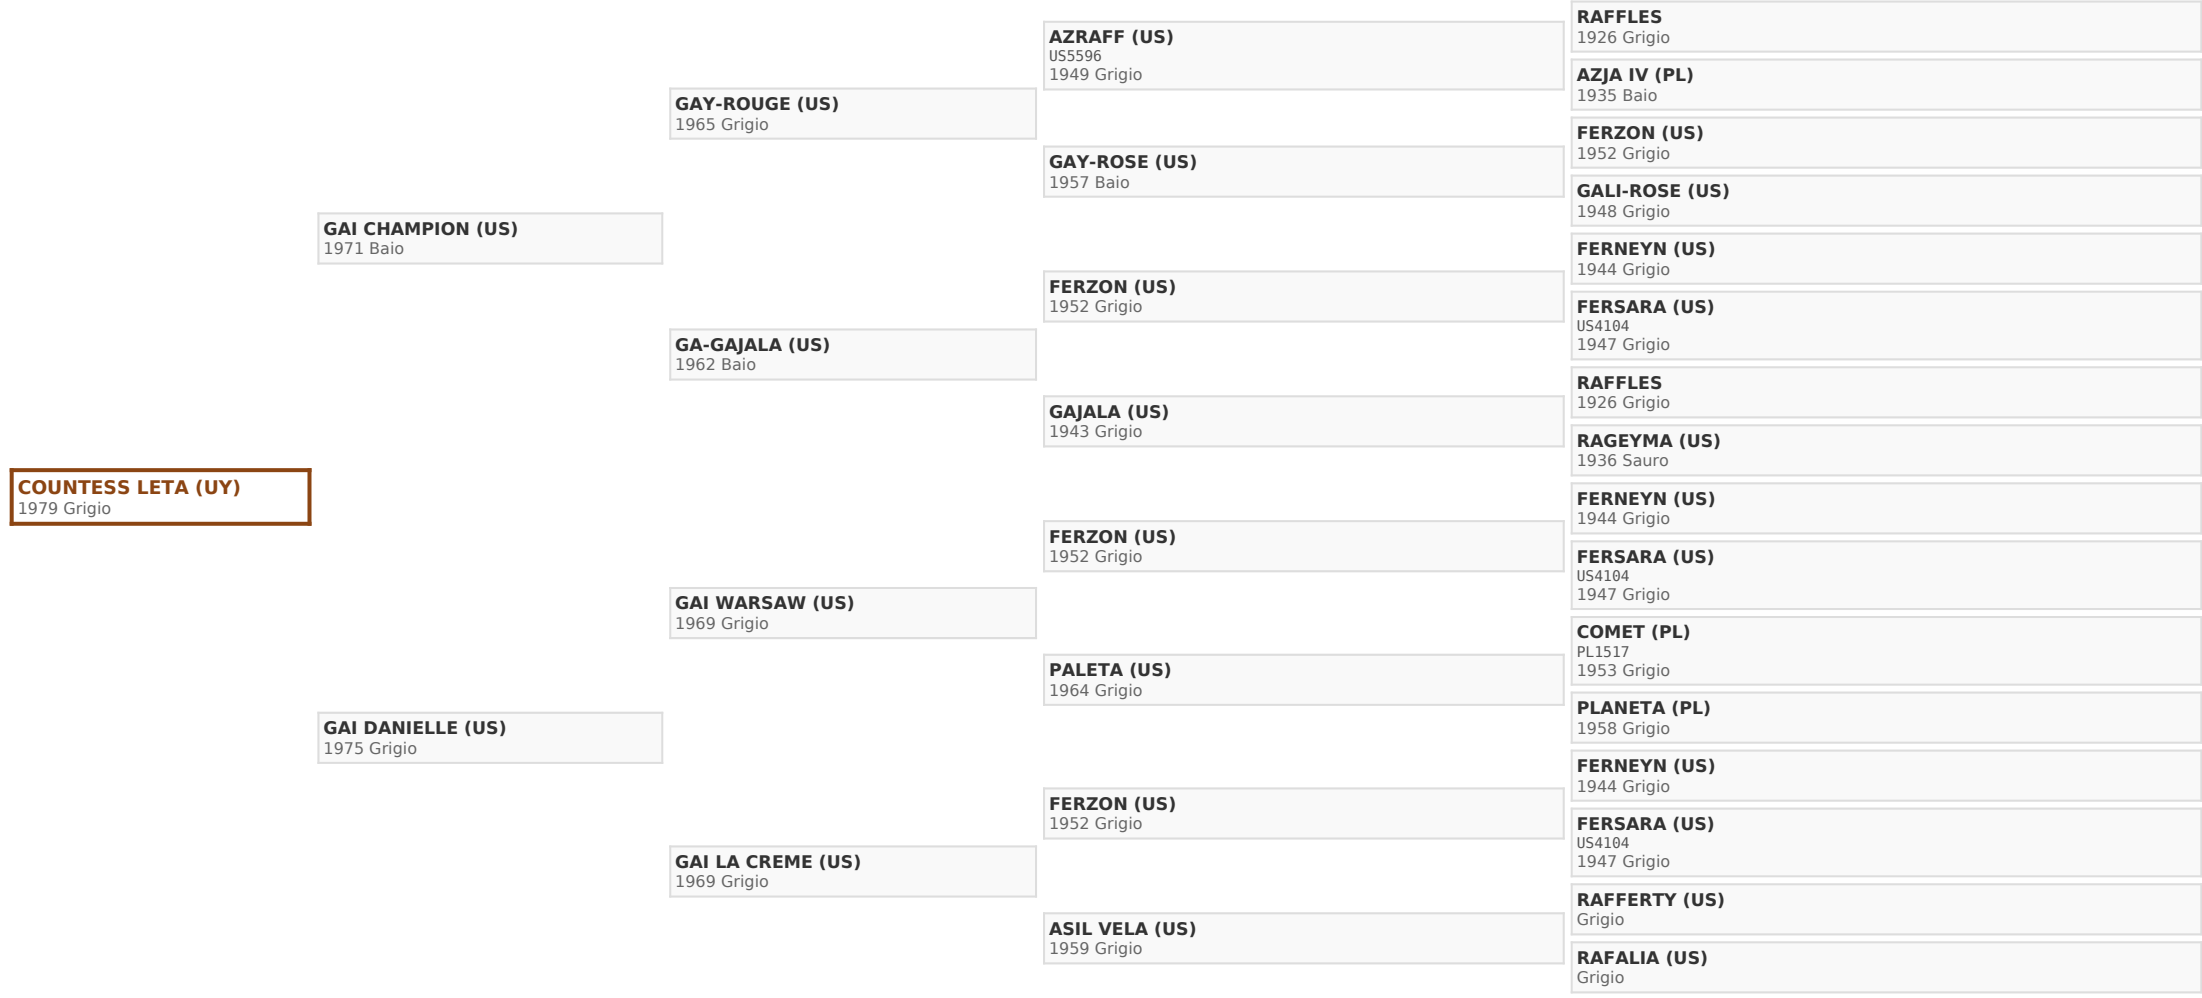 COUNTESS LETA (UY)
1979 Grigio
GAI CHAMPION (US)
1971 Baio
GAI DANIELLE (US)
1975 Grigio
GAY-ROUGE (US)
1965 Grigio
GA-GAJALA (US)
1962 Baio
GAI WARSAW (US)
1969 Grigio
GAI LA CREME (US)
1969 Grigio
AZRAFF (US)
US5596
1949 Grigio
GAY-ROSE (US)
1957 Baio
FERZON (US)
1952 Grigio
GAJALA (US)
1943 Grigio
FERZON (US)
1952 Grigio
PALETA (US)
1964 Grigio
FERZON (US)
1952 Grigio
ASIL VELA (US)
1959 Grigio
RAFFLES
1926 Grigio
AZJA IV (PL)
1935 Baio
FERZON (US)
1952 Grigio
GALI-ROSE (US)
1948 Grigio
FERNEYN (US)
1944 Grigio
FERSARA (US)
US4104
1947 Grigio
RAFFLES
1926 Grigio
RAGEYMA (US)
1936 Sauro
FERNEYN (US)
1944 Grigio
FERSARA (US)
US4104
1947 Grigio
COMET (PL)
PL1517
1953 Grigio
PLANETA (PL)
1958 Grigio
FERNEYN (US)
1944 Grigio
FERSARA (US)
US4104
1947 Grigio
RAFFERTY (US)
Grigio
RAFALIA (US)
Grigio